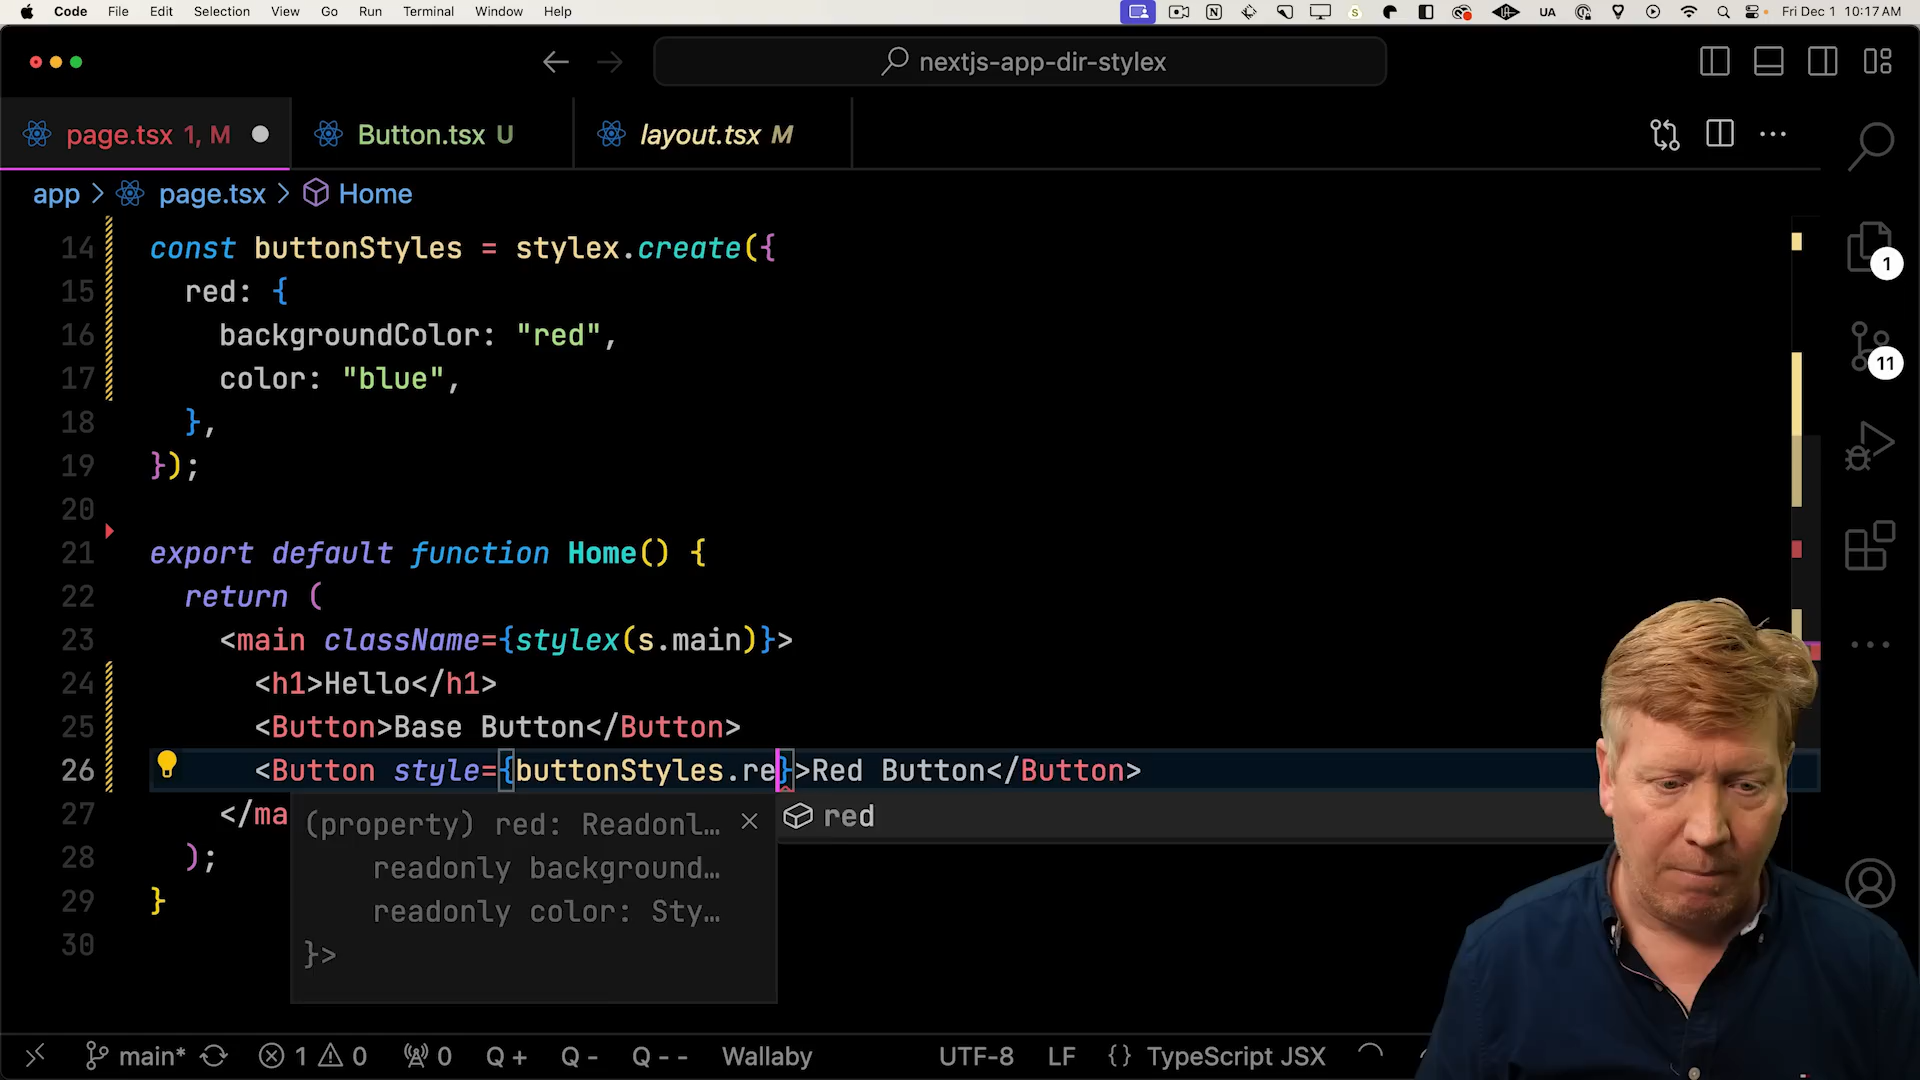 Code File Edit Selection View Go Run Terminal Window Help UA Fri Dec 1 10:17 AM
nextjs-app-dir-stylex
page.tsx 1, M Button.tsx U layout.tsx M
app > page.tsx > Home
14 const buttonStyles = stylex.create({
15 red: {
16 backgroundColor: "red",
17 color: "blue",
18 },
19 });
20
21 export default function Home() {
22 return (
23 <main className={stylex(s.main)}>
24 <h1>Hello</h1>
25 <Button>Base Button</Button>
26 <Button style={buttonStyles.re}>Red Button</Button>
27 </ma
28 );
29 }
30
(property) red: Readonl…
readonly background…
readonly color: Sty…
}>
red
1
11
main* 1 0 0 Q + Q - Q - - Wallaby UTF-8 LF {} TypeScript JSX